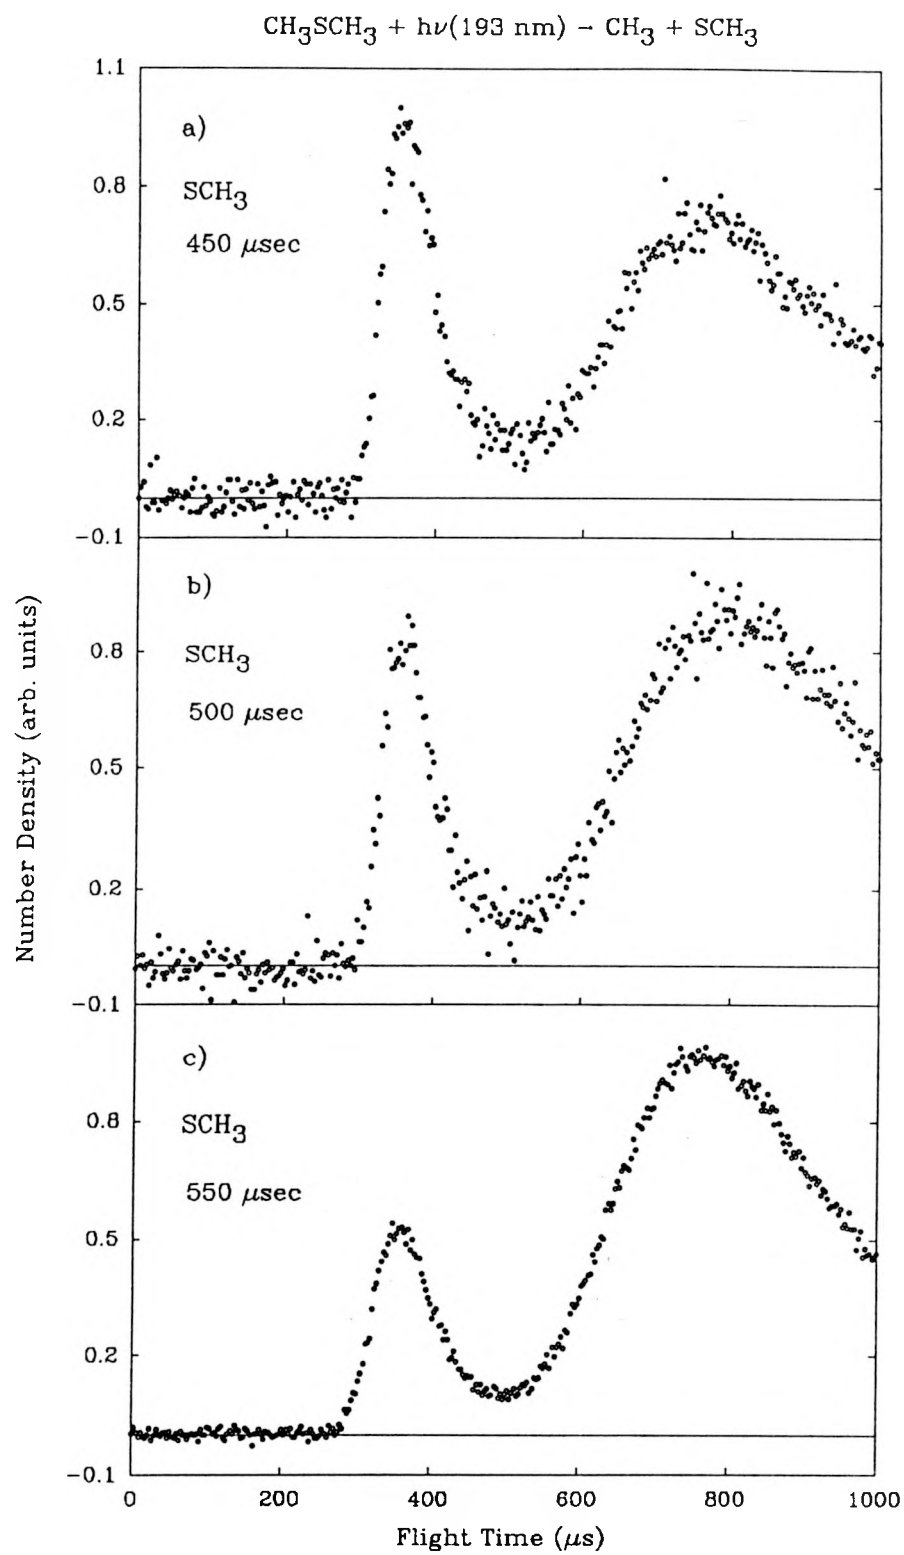 CH3SCH3 + hν(193 nm) – CH3 + SCH3
1.1
a)
0.8
SCH3
450 μsec
0.5
0.2
−0.1
b)
0.8
SCH3
500 μsec
0.5
0.2
−0.1
c)
0.8
SCH3
550 μsec
0.5
0.2
−0.1
0 200 400 600 800 1000
Flight Time (μs)
Number Density (arb. units)